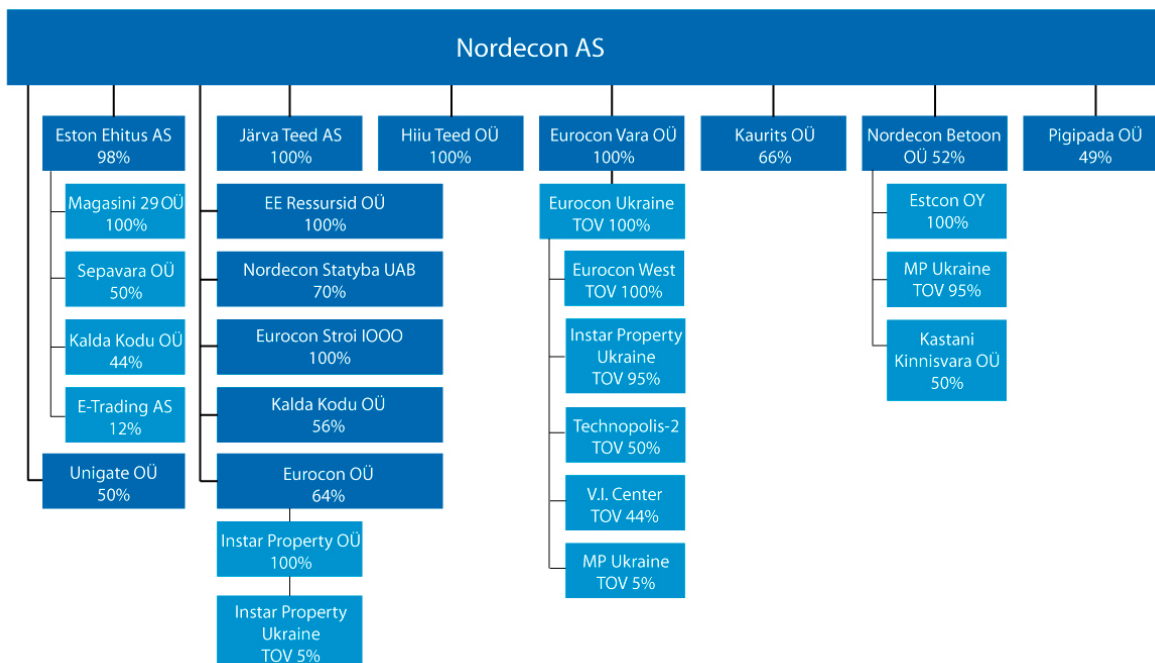 Nordecon AS
Eston Ehitus AS
98%
Järva Teed AS
100%
Hiiu Teed OÜ
100%
Eurocon Vara OÜ
100%
Kaurits OÜ
66%
Nordecon Betoon
OÜ 52%
Pigipada OÜ
49%
Magasini 29 OÜ
100%
Sepavara OÜ
50%
Kalda Kodu OÜ
44%
E-Trading AS
12%
Unigate OÜ
50%
EE Ressursid OÜ
100%
Nordecon Statyba UAB
70%
Eurocon Stroi IOOO
100%
Kalda Kodu OÜ
56%
Eurocon OÜ
64%
Instar Property OÜ
100%
Instar Property
Ukraine
TOV 5%
Eurocon Ukraine
TOV 100%
Eurocon West
TOV 100%
Instar Property
Ukraine
TOV 95%
Technopolis-2
TOV 50%
V.I. Center
TOV 44%
MP Ukraine
TOV 5%
Estcon OY
100%
MP Ukraine
TOV 95%
Kastani
Kinnisvara OÜ
50%